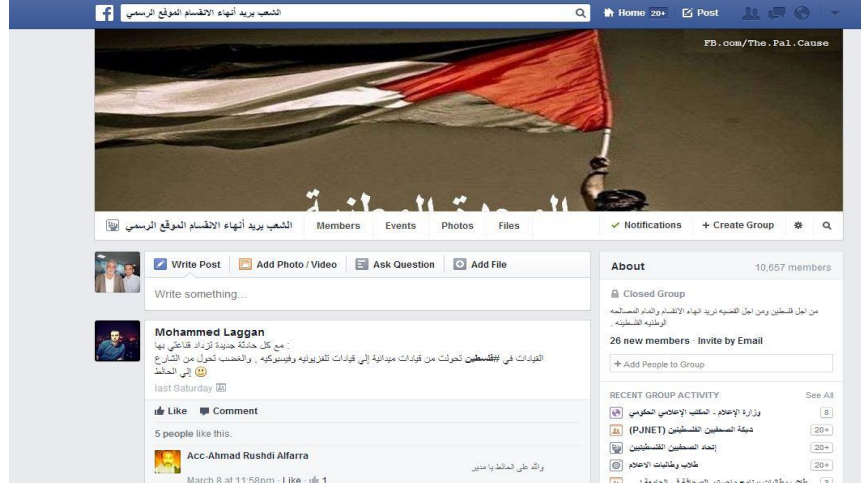 الشعب يريد أنهاء الانقسام الموقع الرسمي
Home 20+
Post
FB.com/The.Pal.Cause
الشعب يريد أنهاء الانقسام الموقع الرسمي
Members
Events
Photos
Files
Notifications
+ Create Group
Write Post
Add Photo / Video
Ask Question
Add File
Write something...
Mohammed Laggan
مع كل حادثة جديدة تزداد قناعتي بها :
القيادات في #فلسطين تحولت من قيادات ميدانية إلي قيادات تلفزيونيه وفيسبوكيه , والغضب تحول من الشارع
إلي الحائط
last Saturday
Like
Comment
5 people like this.
Acc-Ahmad Rushdi Alfarra
والله على الحائط يا مدير
March 8 at 11:58pm · Like · 1
About
10,657 members
Closed Group
من اجل فلسطين ومن اجل القضيه نريد انهاء الانقسام واتمام المصالحه
الوطنيه الفلسطينه .
26 new members · Invite by Email
+ Add People to Group
RECENT GROUP ACTIVITY
See All
وزارة الإعلام - المكتب الإعلامي الحكومي
8
شبكة الصحفيين الفلسطينين (PJNET)
20+
إتحاد الصحفيين الفلسطينيين
20+
طلاب وطالبات الاعلام
20+